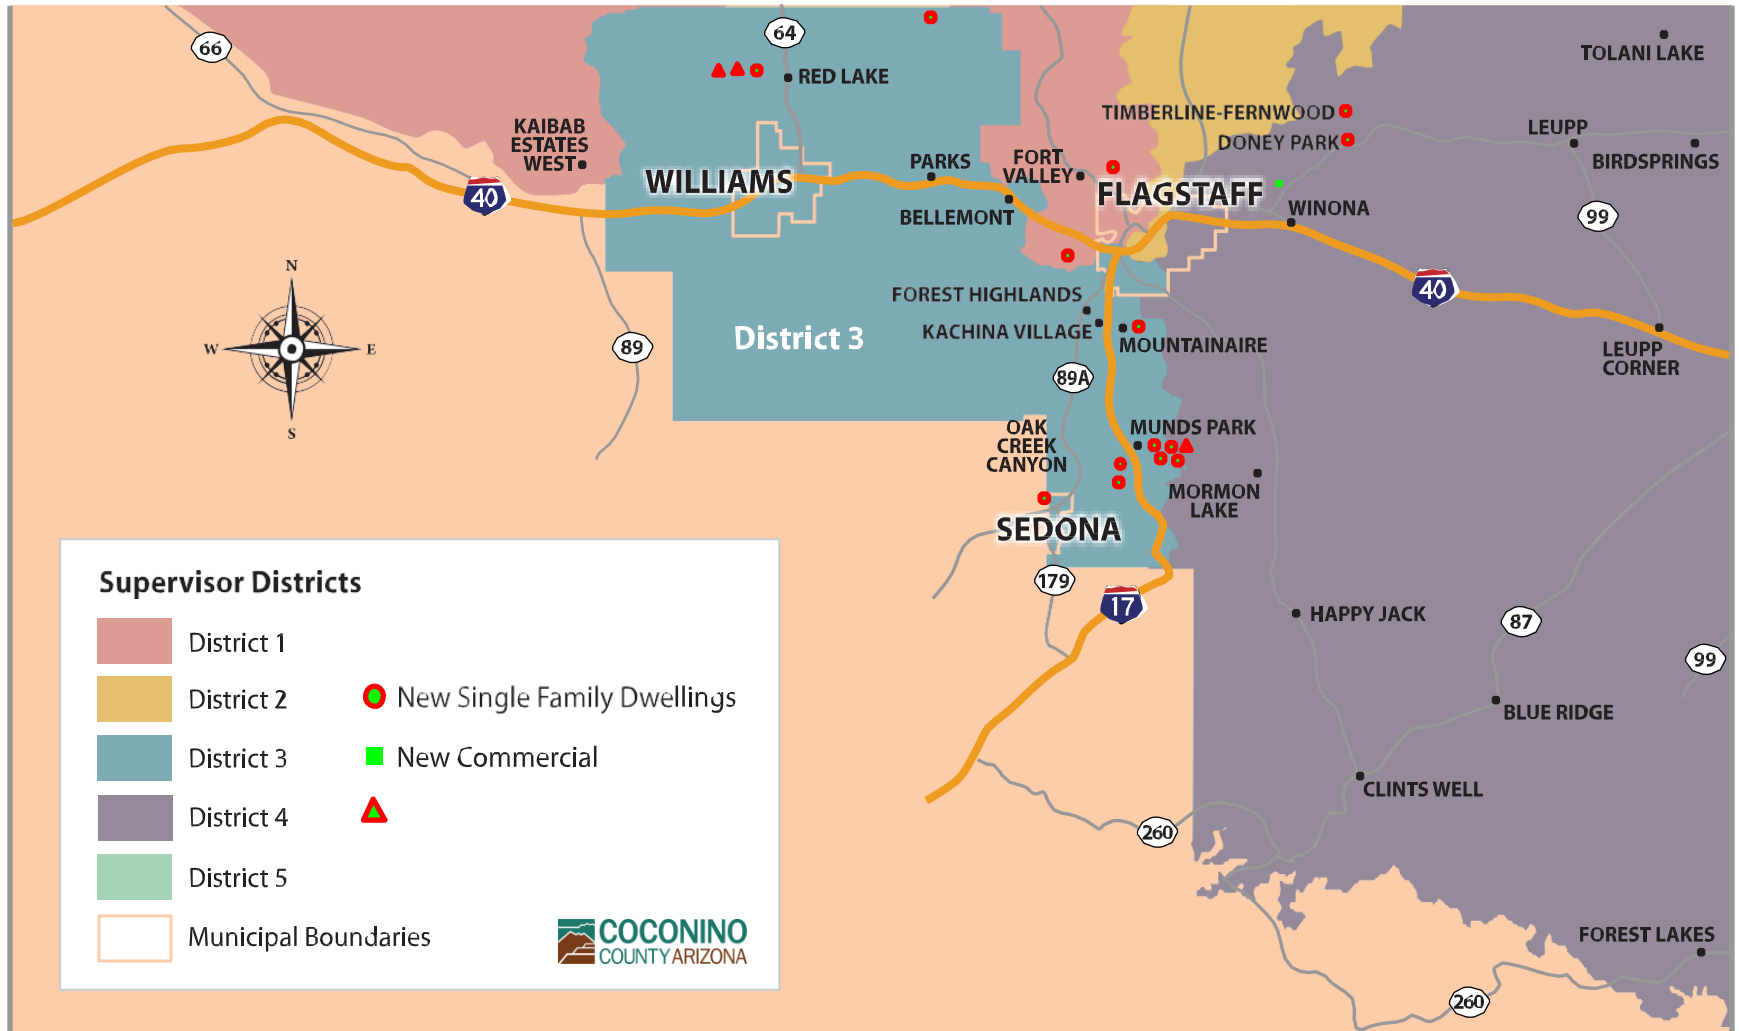 66
64
TOLANI LAKE
RED LAKE
TIMBERLINE-FERNWOOD
KAIBAB
ESTATES
WEST
LEUPP
DONEY PARK
BIRDSPRINGS
PARKS
FORT
VALLEY
WILLIAMS
FLAGSTAFF
40
BELLEMONT
WINONA
99
N
W
E
S
FOREST HIGHLANDS
40
KACHINA VILLAGE
District 3
89
MOUNTAINAIRE
LEUPP
CORNER
89A
OAK
CREEK
CANYON
MUNDS PARK
MORMON
LAKE
SEDONA
179
17
HAPPY JACK
87
99
BLUE RIDGE
CLINTS WELL
260
FOREST LAKES
260
Supervisor Districts
District 1
District 2
District 3
District 4
District 5
Municipal Boundaries
New Single Family Dwellings
New Commercial
COCONINO
COUNTY ARIZONA